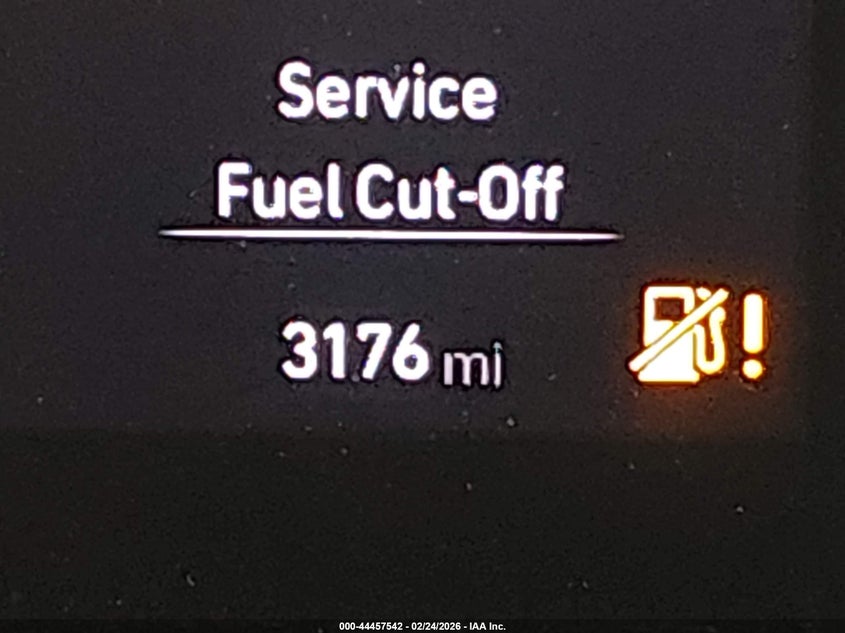 Service
Fuel Cut-Off
3176 mi
000-44457542 - 02/24/2026 - IAA Inc.